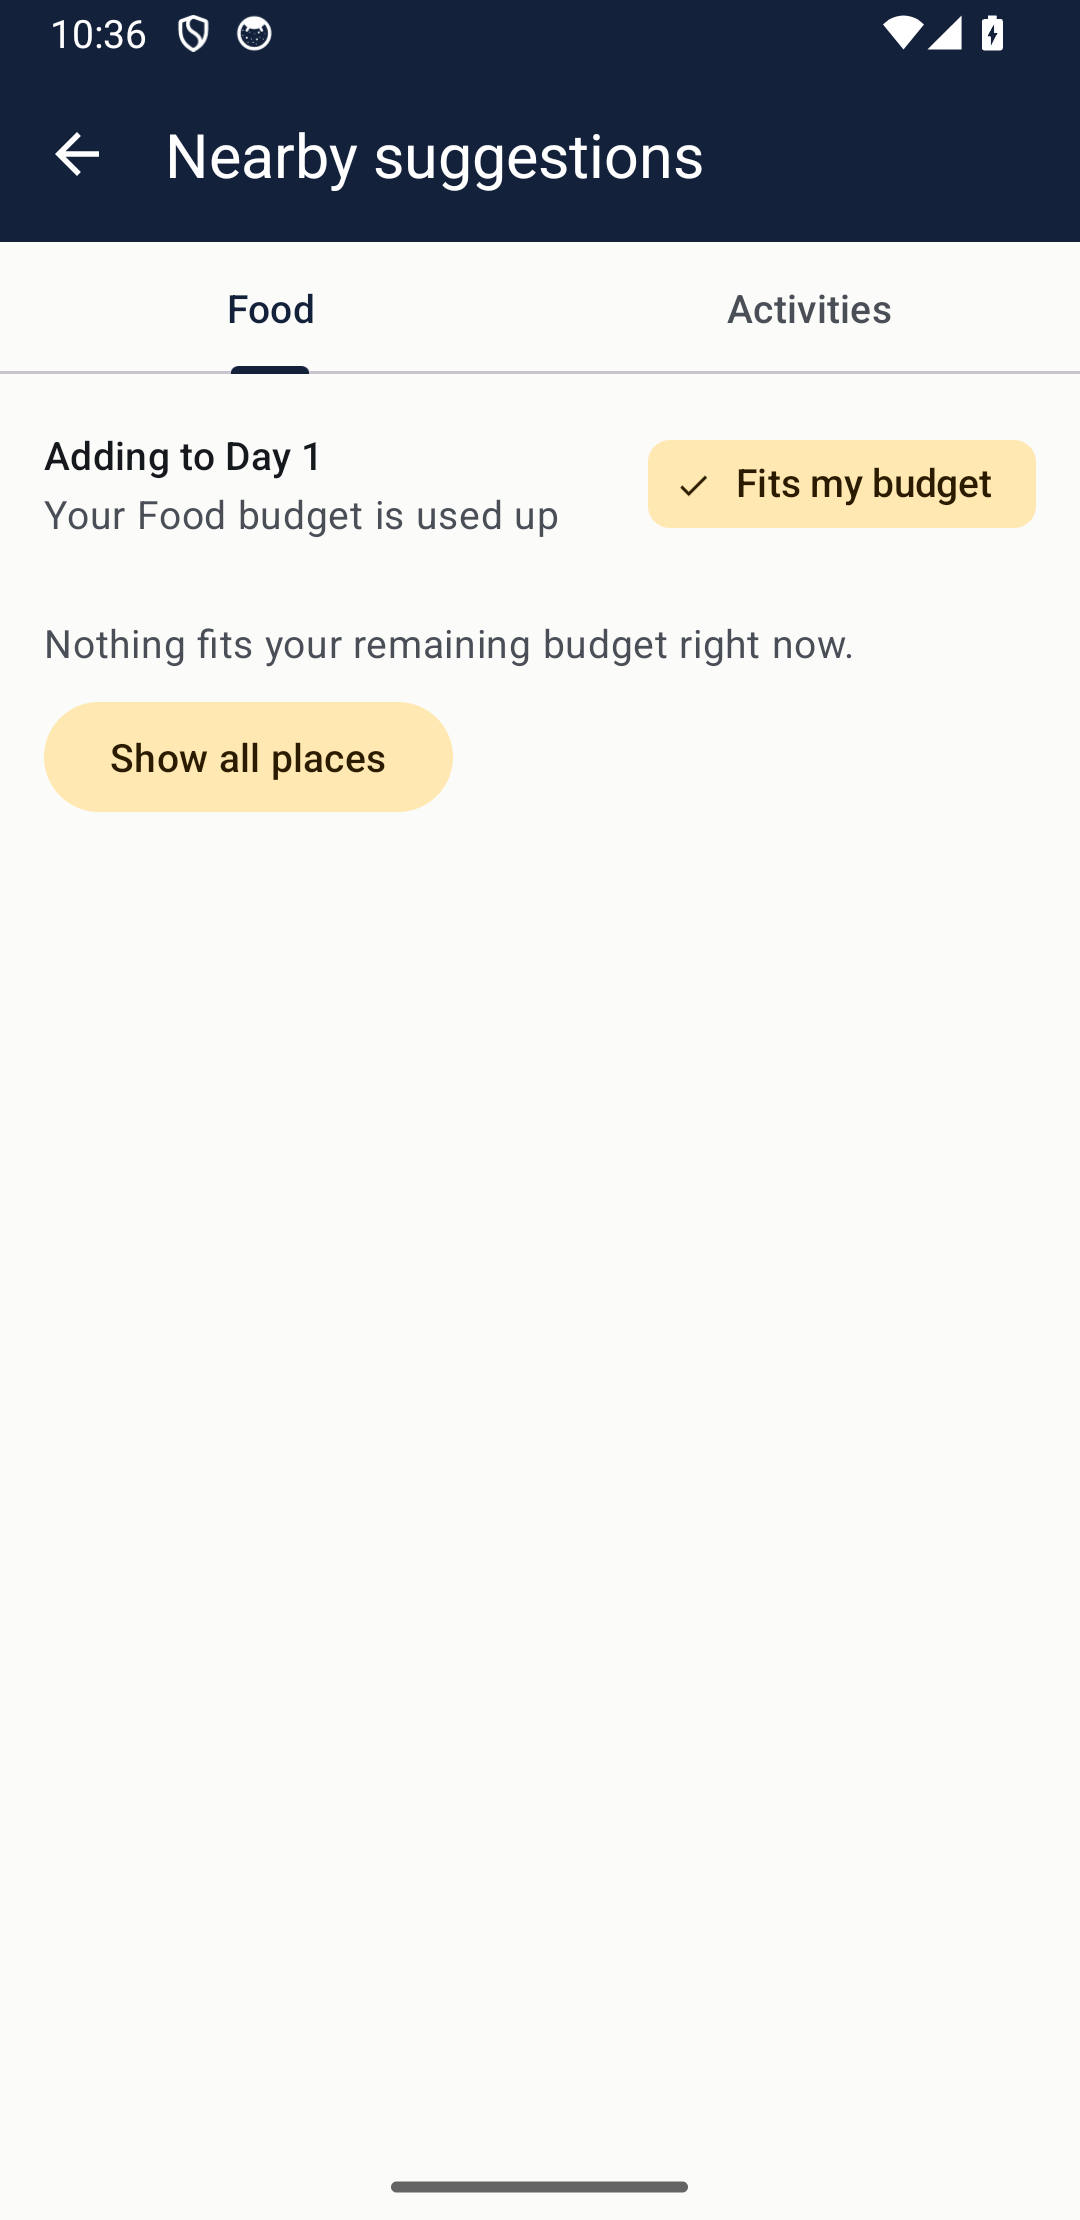 10:36
Nearby suggestions
Food
Activities
Adding to Day 1
Your Food budget is used up
Fits my budget
Nothing fits your remaining budget right now.
Show all places